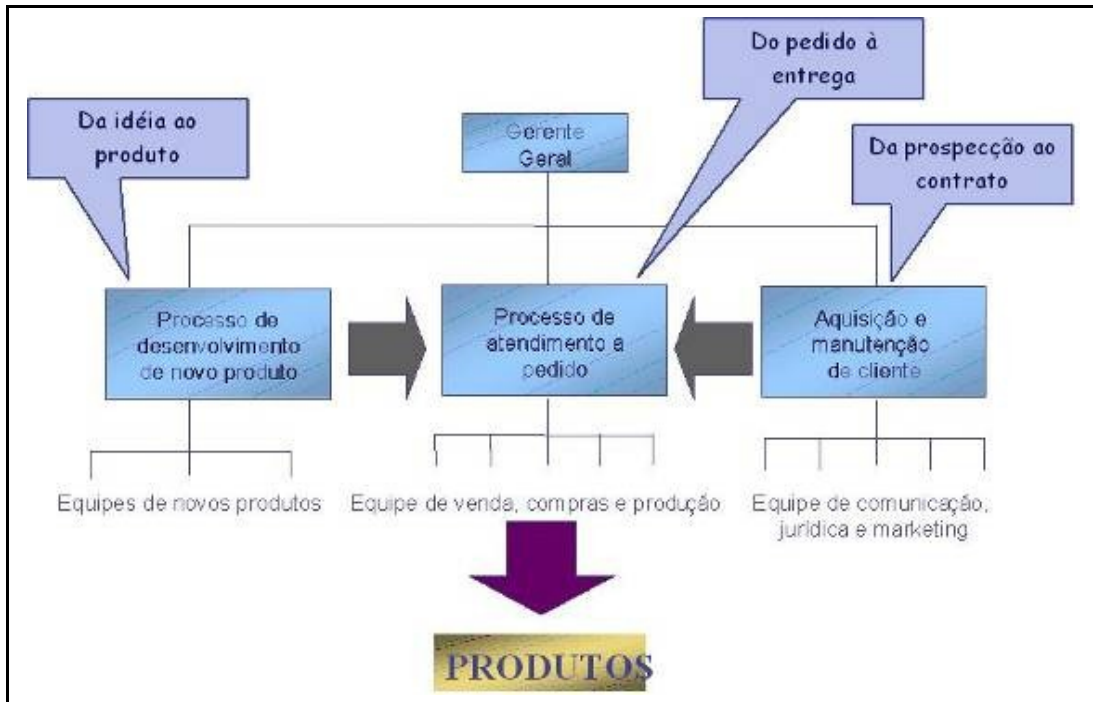 Do pedido à
entrega
Da idéia ao
produto
Gerente
Geral
Da prospecção ao
contrato
Processo de
desenvolvimento
de novo produto
Processo de
atendimento a
pedido
Aquisição e
manutenção
de cliente
Equipes de novos produtos
Equipe de venda, compras e produção
Equipe de comunicação,
jurídica e marketing
PRODUTOS